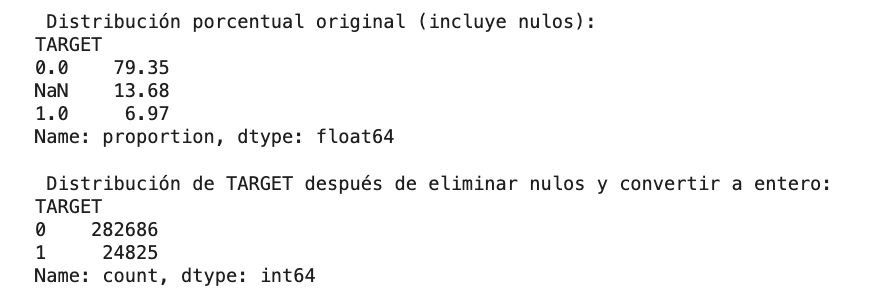 Distribución porcentual original (incluye nulos):
TARGET
0.0    79.35
NaN    13.68
1.0     6.97
Name: proportion, dtype: float64

Distribución de TARGET después de eliminar nulos y convertir a entero:
TARGET
0    282686
1     24825
Name: count, dtype: int64